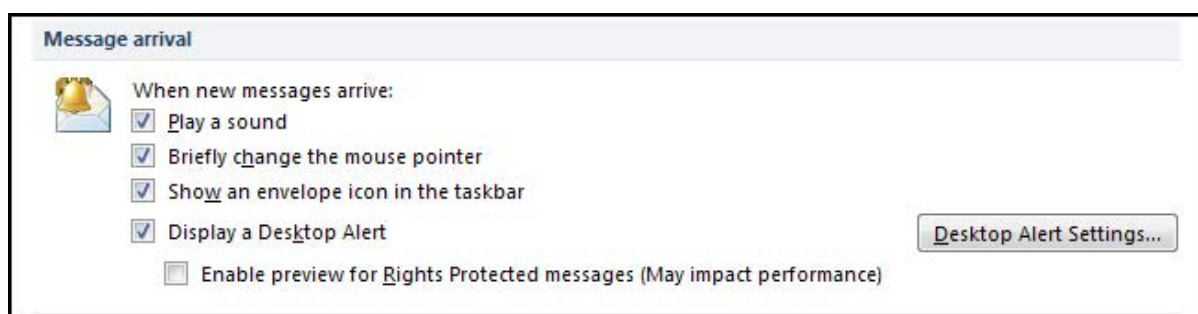 Message arrival
When new messages arrive:
Play a sound
Briefly change the mouse pointer
Show an envelope icon in the taskbar
Display a Desktop Alert
Desktop Alert Settings...
Enable preview for Rights Protected messages (May impact performance)